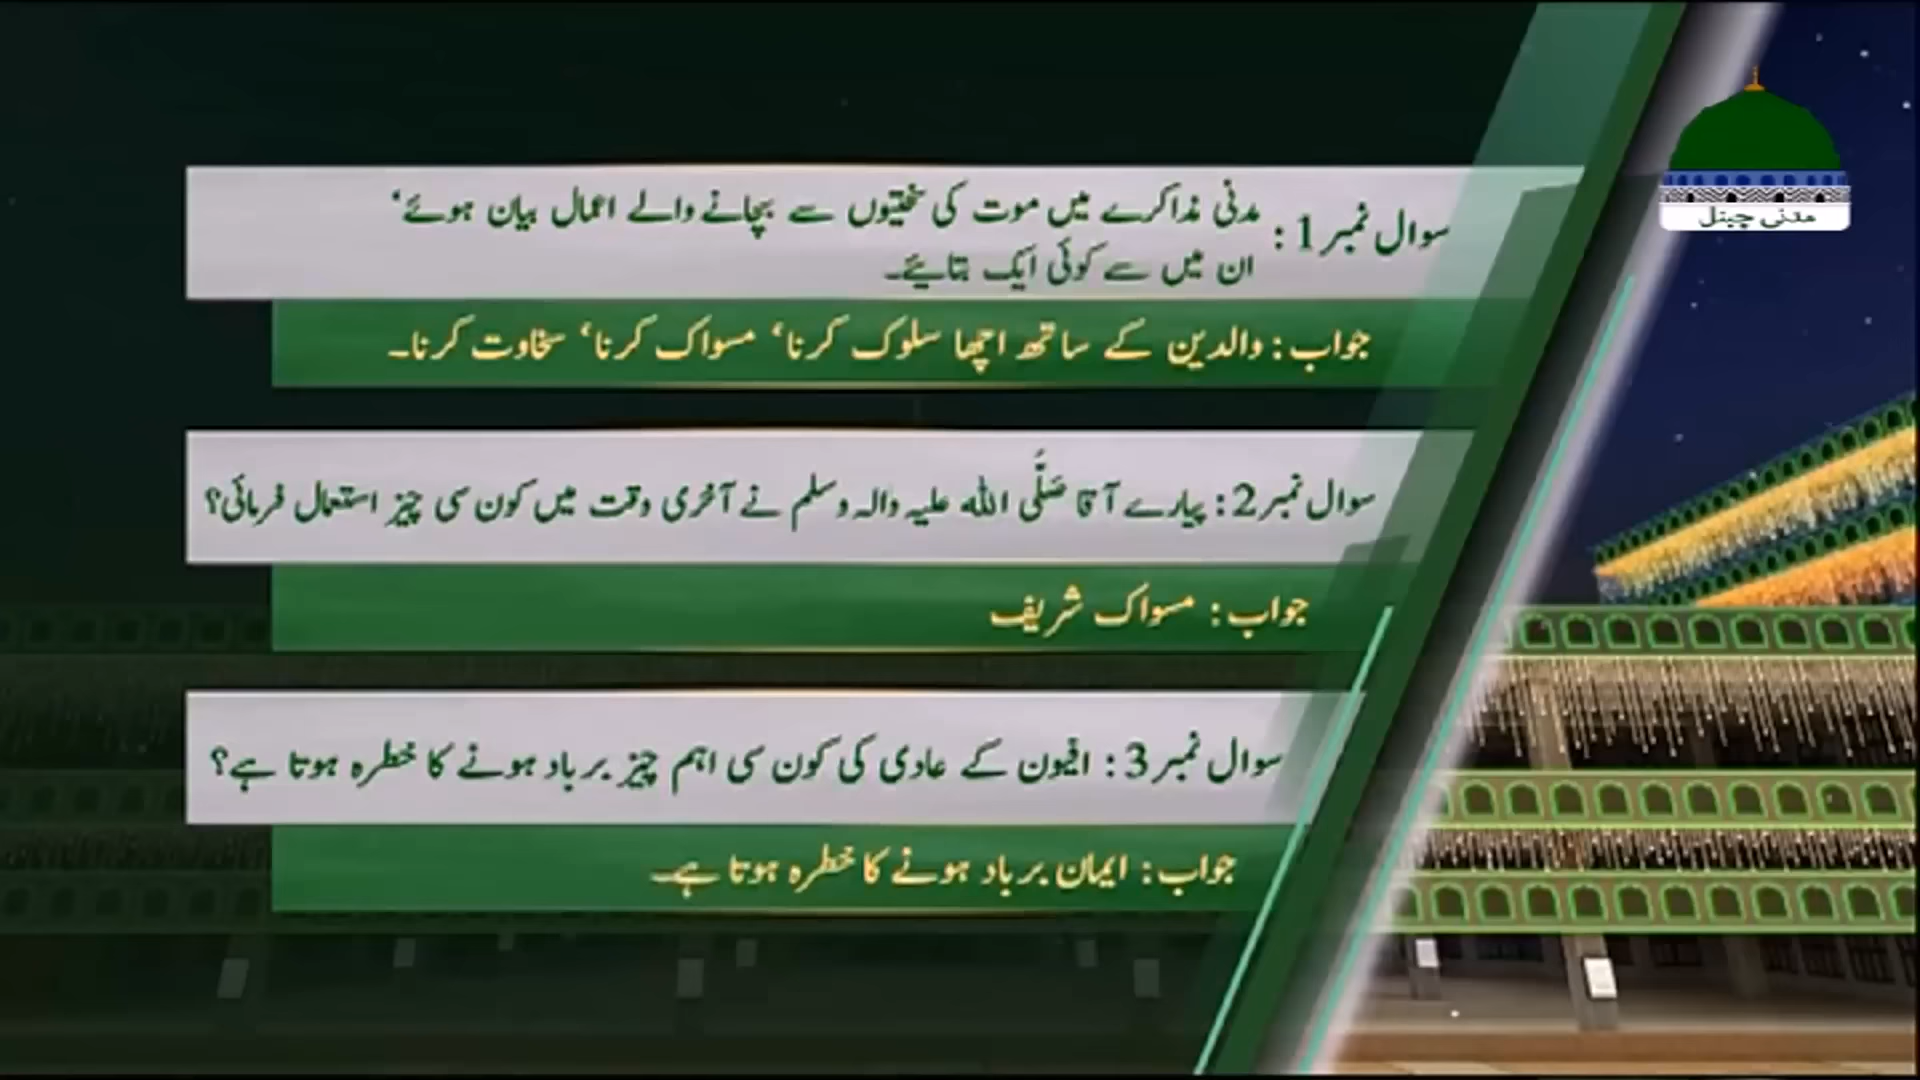 سوال نمبر 1 : مدنی مذاکرے میں موت کی سختیوں سے بچانے والے اعمال بیان ہوئے،
ان میں سے کوئی ایک بتایئے۔
جواب : والدین کے ساتھ اچھا سلوک کرنا، مسواک کرنا، سخاوت کرنا۔
سوال نمبر 2 : پیارے آقا صَلَّی اللہ علیہ والہ وسلم نے آخری وقت میں کون سی چیز استعمال فرمائی؟
جواب : مسواک شریف
سوال نمبر 3 : افیون کے عادی کی کون سی اہم چیز برباد ہونے کا خطرہ ہوتا ہے؟
جواب : ایمان برباد ہونے کا خطرہ ہوتا ہے۔
مدنی چینل